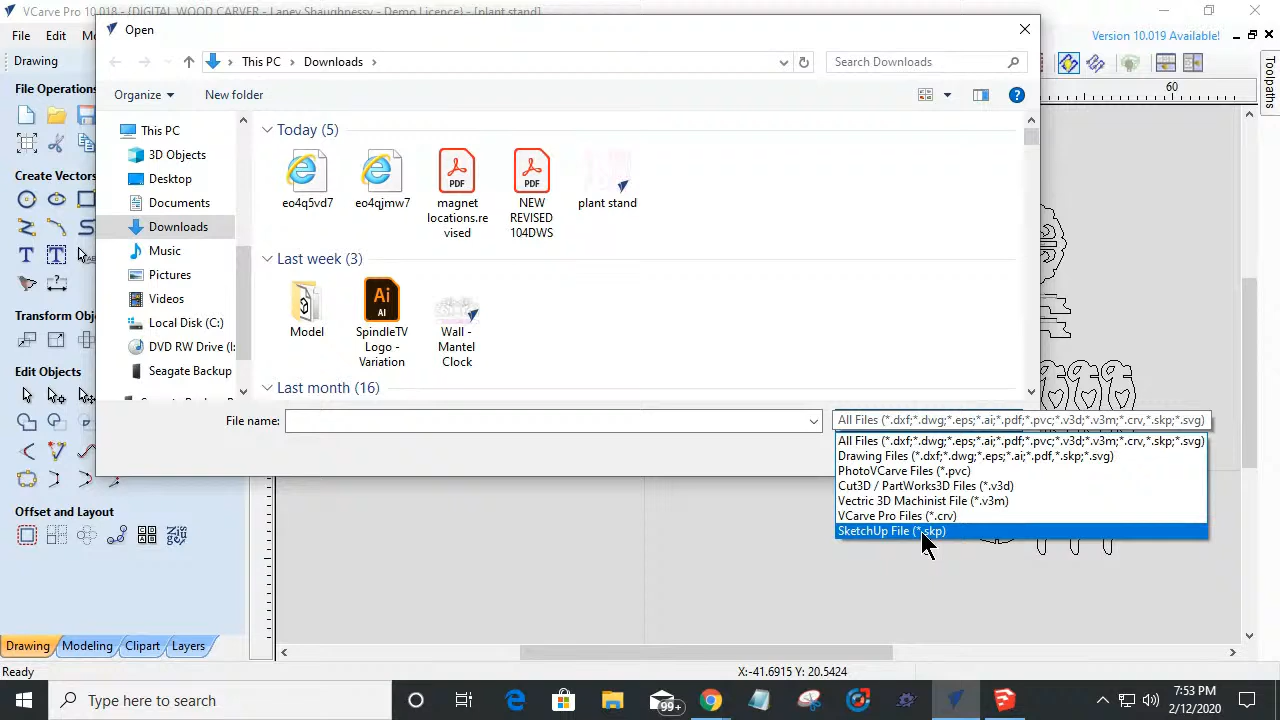 VCarve Pro 10.018 - {DIGITAL WOOD CARVER - Laney Shaughnessy - Demo Licence} - [plant stand]
Open
File Edit
Version 10.019 Available!
Drawing
This PC > Downloads >
Search Downloads
File Operations
Organize
New folder
60
Toolpaths
This PC
3D Objects
Desktop
Documents
Downloads
Music
Pictures
Videos
Local Disk (C:)
DVD RW Drive (I:
Seagate Backup
Today (5)
eo4q5vd7
eo4qjmw7
magnet
locations.re
vised
NEW
REVISED
104DWS
plant stand
PDF
PDF
Last week (3)
Model
Ai
AI
SpindleTV
Logo -
Variation
Wall -
Mantel
Clock
Last month (16)
Create Vectors
Transform Obje
Edit Objects
Offset and Layout
File name:
All Files (*.dxf;*.dwg;*.eps;*.ai;*.pdf;*.pvc;*.v3d;*.v3m;*.crv,*.skp;*.svg)
All Files (*.dxf;*.dwg;*.eps;*.ai;*.pdf;*.pvc;*.v3d;*.v3m;*.crv,*.skp;*.svg)
Drawing Files (*.dxf;*.dwg;*.eps;*.ai;*.pdf,*.skp;*.svg)
PhotoVCarve Files (*.pvc)
Cut3D / PartWorks3D Files (*.v3d)
Vectric 3D Machinist File (*.v3m)
VCarve Pro Files (*.crv)
SketchUp File (*.skp)
Drawing Modeling Clipart Layers
Ready
X:-41.6915 Y: 20.5424
Type here to search
99+
7:53 PM
2/12/2020